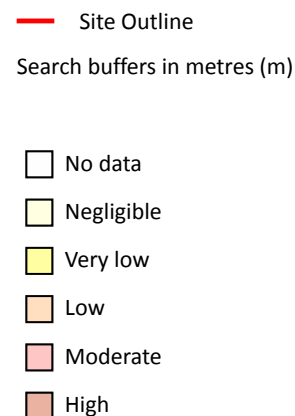 Site Outline
Search buffers in metres (m)
No data
Negligible
Very low
Low
Moderate
High